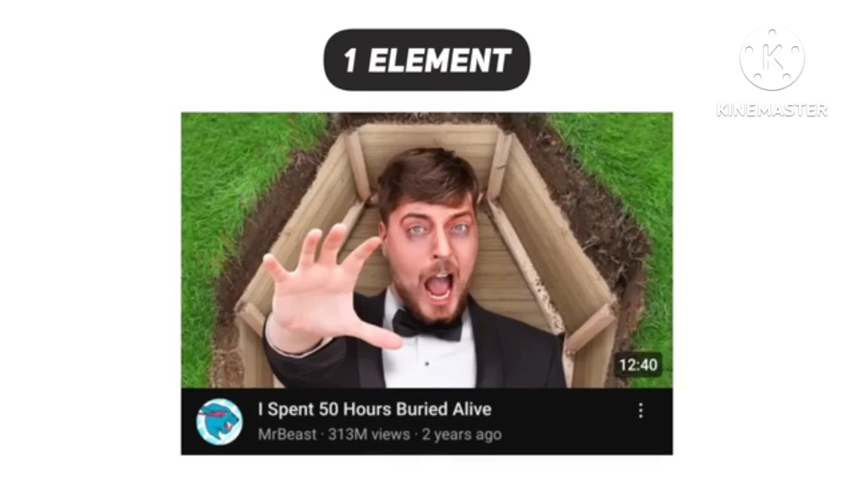 1 ELEMENT
KINEMASTER
12:40
I Spent 50 Hours Buried Alive
MrBeast · 313M views · 2 years ago